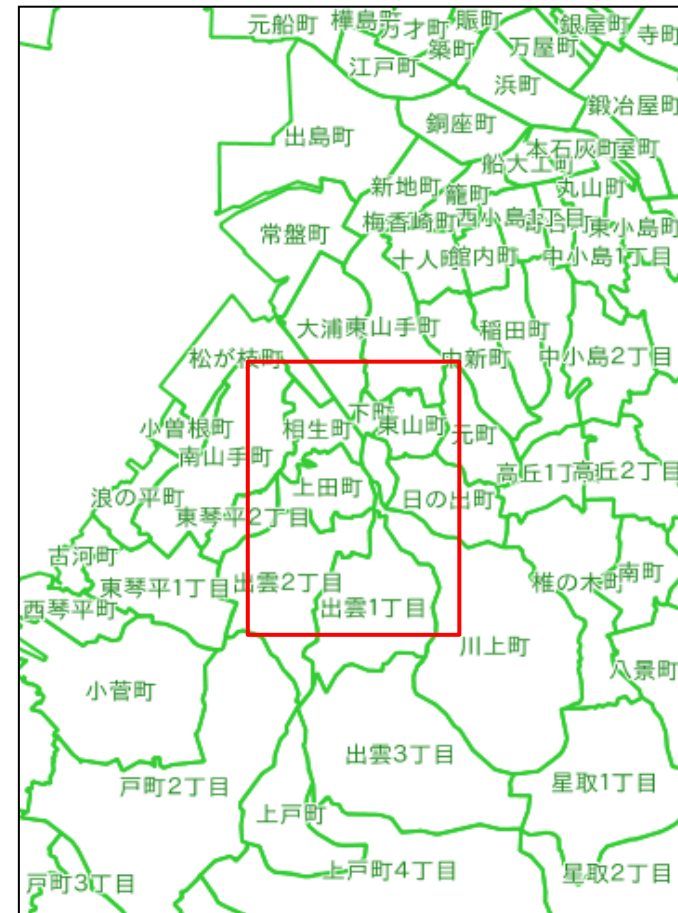 元船町
樺島町
万才町
賑町
銀屋町
寺町
築町
万屋町
江戸町
浜町
鍛冶屋町
出島町
銅座町
本石灰町
船大工町
新地町
籠町
丸山町
梅香崎町
西小島1丁目
東小島町
常盤町
十人町
館内町
中小島1丁目
大浦東山手町
稲田町
松が枝町
中新町
中小島2丁目
下町
小曽根町
相生町
東山町
元町
南山手町
高丘1丁目
高丘2丁目
上田町
浪の平町
日の出町
東琴平2丁目
古河町
東琴平1丁目
出雲2丁目
椎の木町
南町
西琴平町
出雲1丁目
川上町
八景町
小菅町
出雲3丁目
戸町2丁目
星取1丁目
上戸町
戸町3丁目
上戸町4丁目
星取2丁目